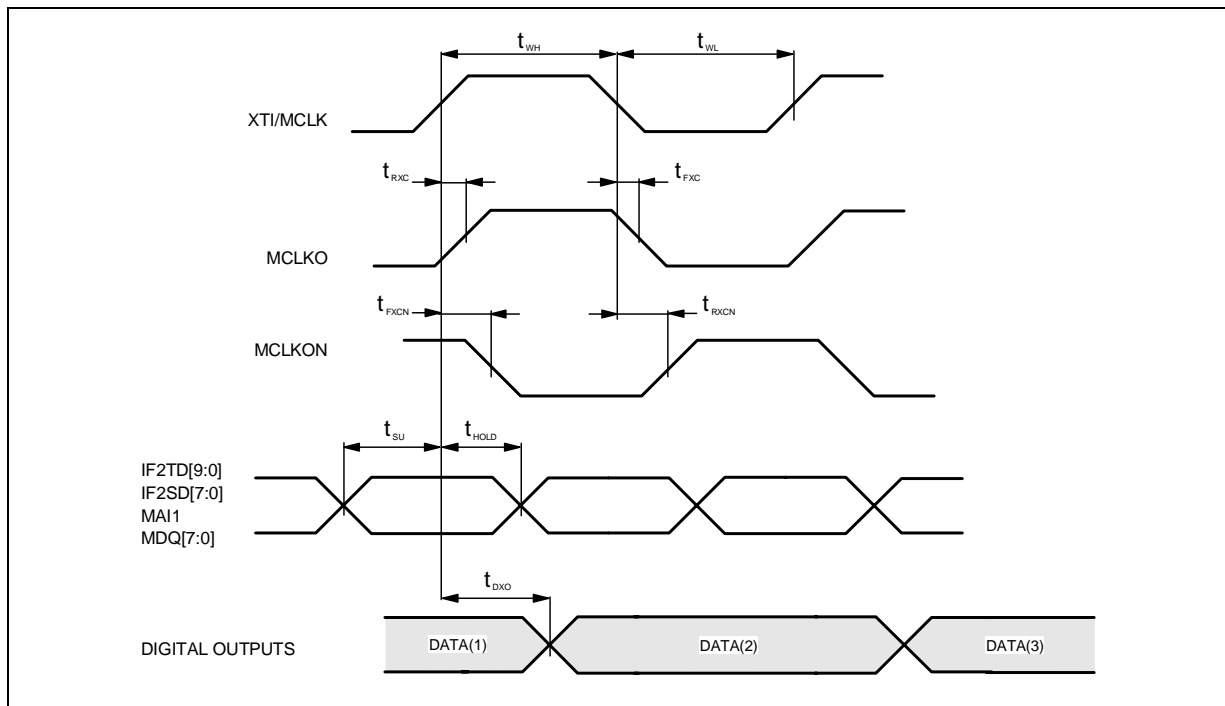 tWH
tWL
XTI/MCLK
tRXC
tFXC
MCLKO
tFXCN
tRXCN
MCLKON
tSU
tHOLD
IF2TD[9:0]
IF2SD[7:0]
MAI1
MDQ[7:0]
tDXO
DIGITAL OUTPUTS
DATA(1)
DATA(2)
DATA(3)